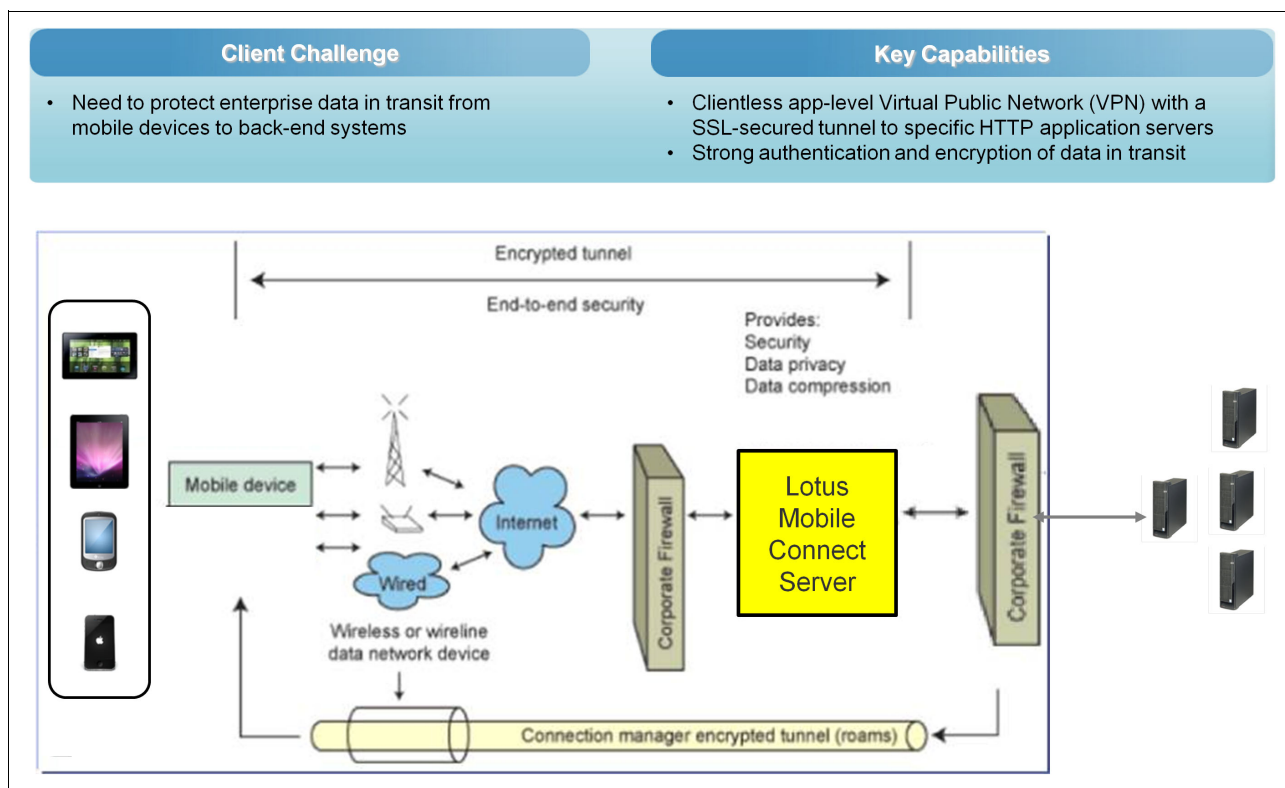 Client Challenge
• Need to protect enterprise data in transit from
mobile devices to back-end systems
Key Capabilities
• Clientless app-level Virtual Public Network (VPN) with a
SSL-secured tunnel to specific HTTP application servers
• Strong authentication and encryption of data in transit
Encrypted tunnel
End-to-end security
Provides:
Security
Data privacy
Data compression
Mobile device
Internet
Wired
Wireless or wireline
data network device
Corporate Firewall
Lotus
Mobile
Connect
Server
Corporate Firewall
Connection manager encrypted tunnel (roams)